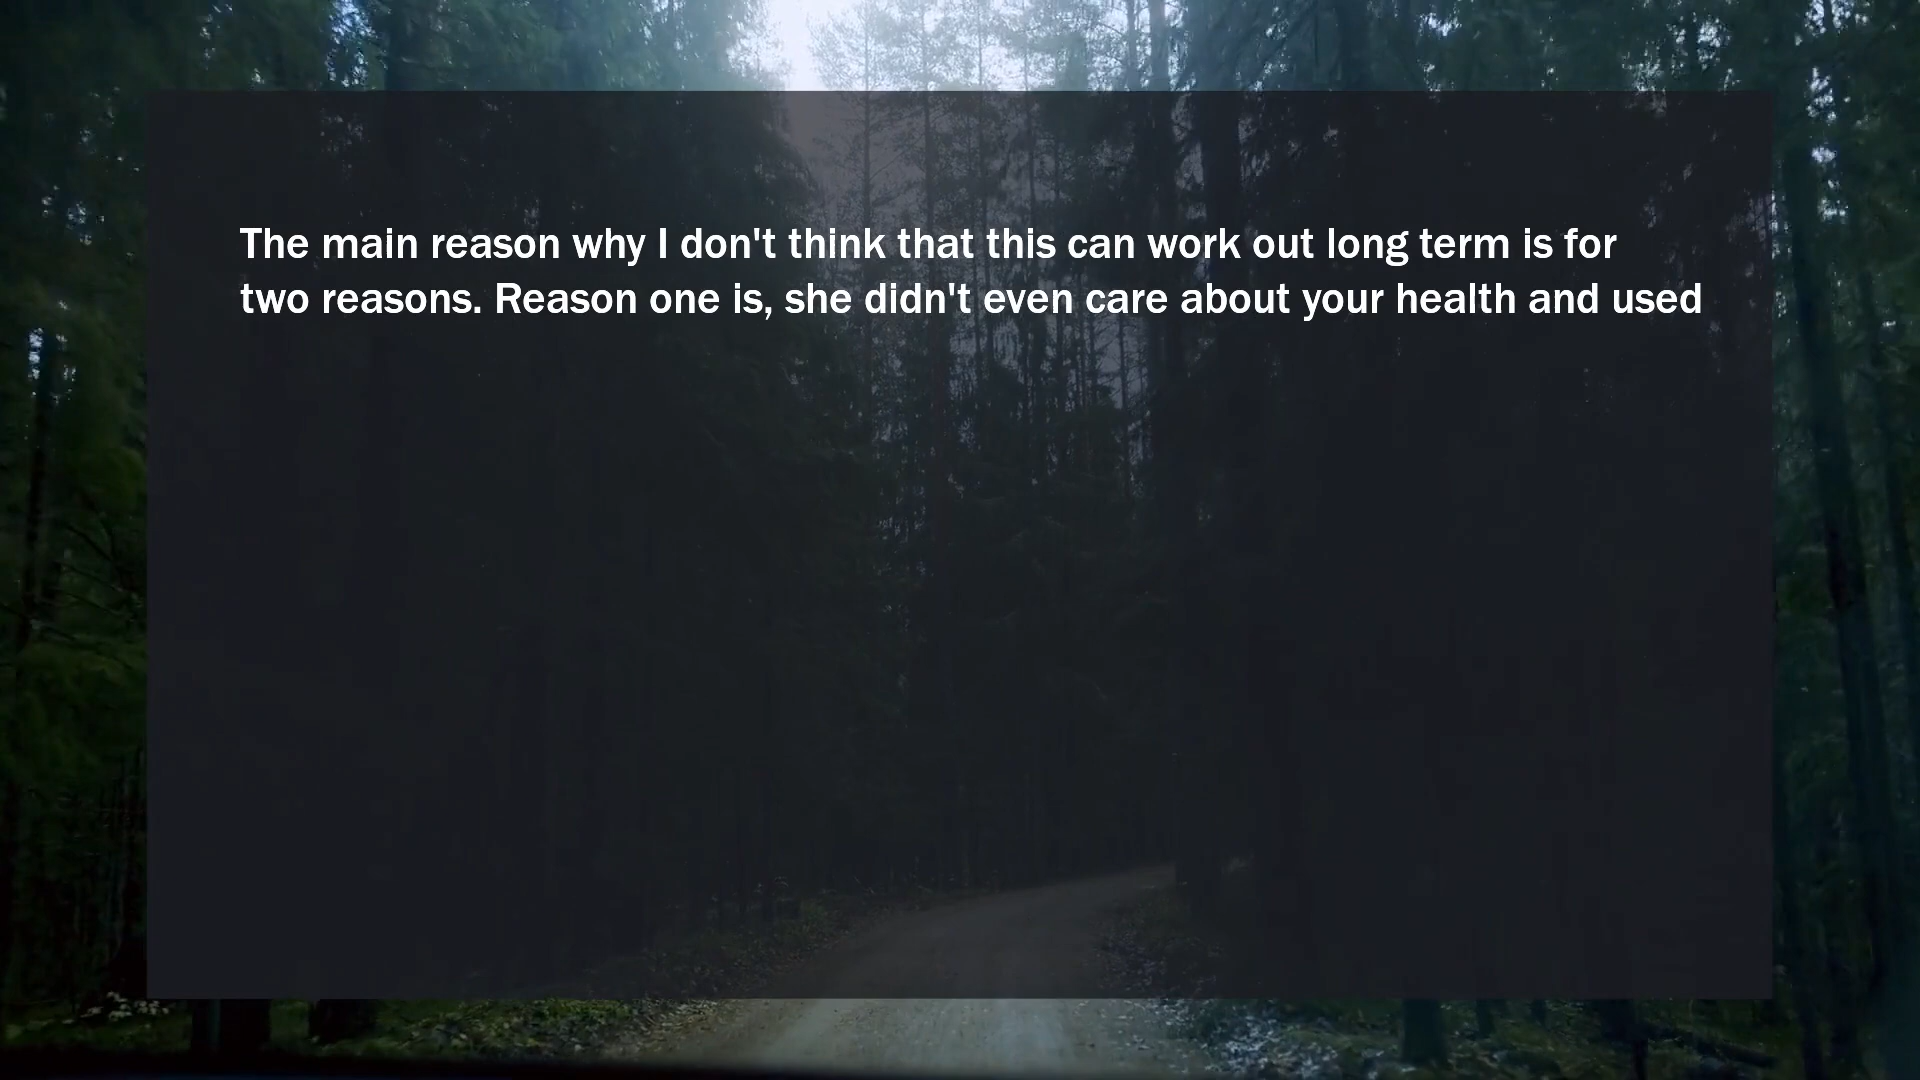 The main reason why I don't think that this can work out long term is for
two reasons. Reason one is, she didn't even care about your health and used